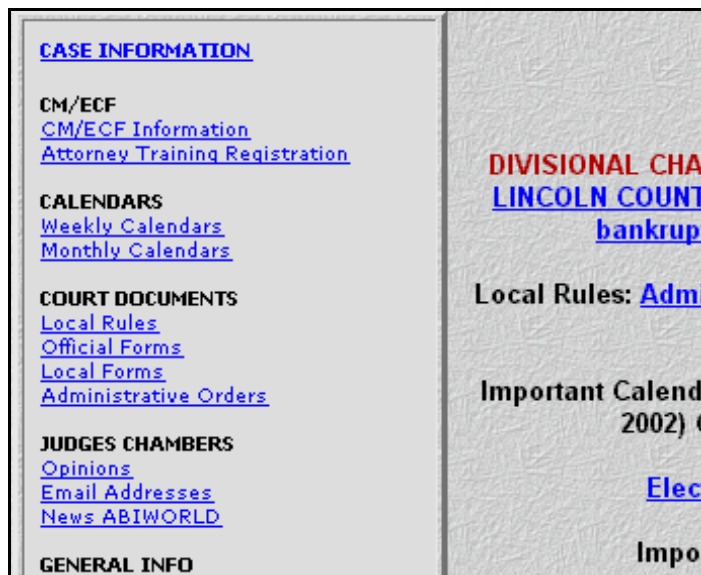 CASE INFORMATION
CM/ECF
CM/ECF Information
Attorney Training Registration
CALENDARS
Weekly Calendars
Monthly Calendars
COURT DOCUMENTS
Local Rules
Official Forms
Local Forms
Administrative Orders
JUDGES CHAMBERS
Opinions
Email Addresses
News ABIWORLD
GENERAL INFO
DIVISIONAL CHA
LINCOLN COUNT
bankrup
Local Rules: Admi
Important Calend
2002)
Elec
Impo